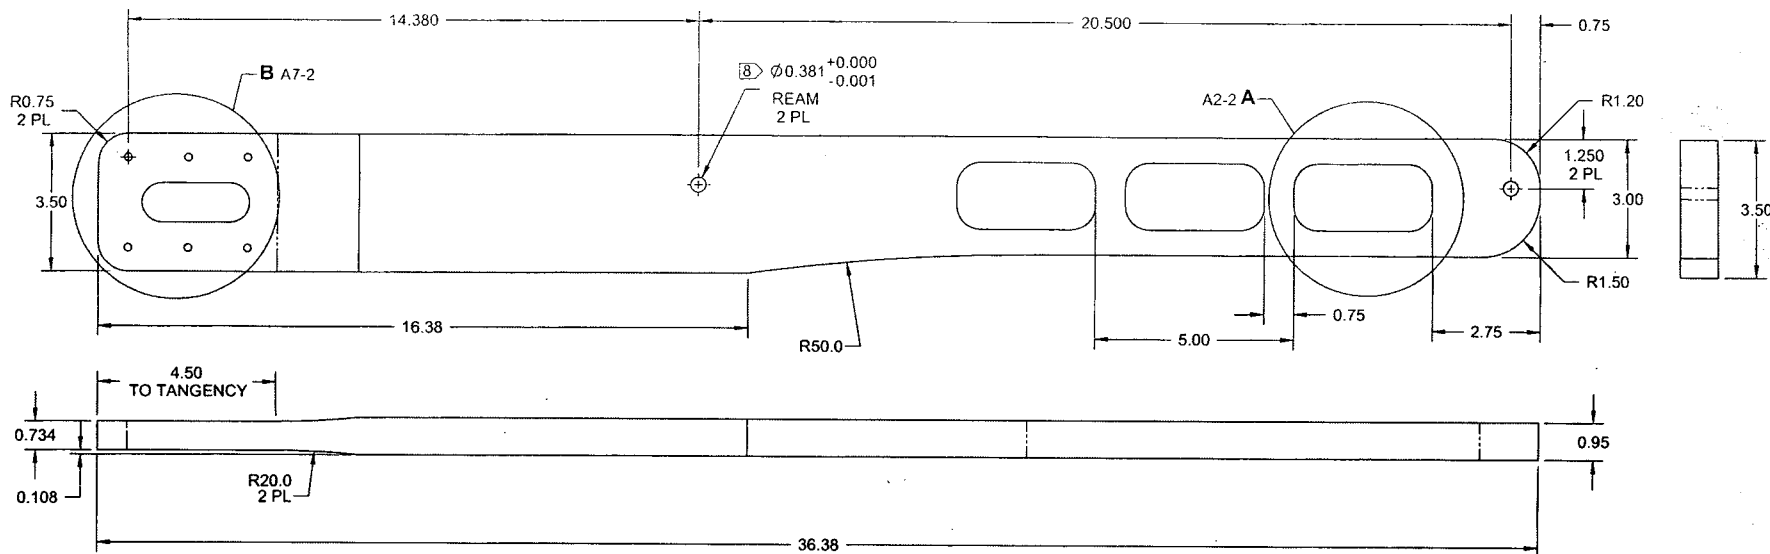 14.380
20.500
0.75
B A7-2
8 Ø0.381 +0.000
-0.001
REAM
2 PL
A2-2 A
R0.75
2 PL
R1.20
1.250
2 PL
3.50
3.00
3.50
R1.50
16.38
R50.0
0.75
5.00
2.75
4.50
TO TANGENCY
0.734
0.95
0.108
R20.0
2 PL
36.38